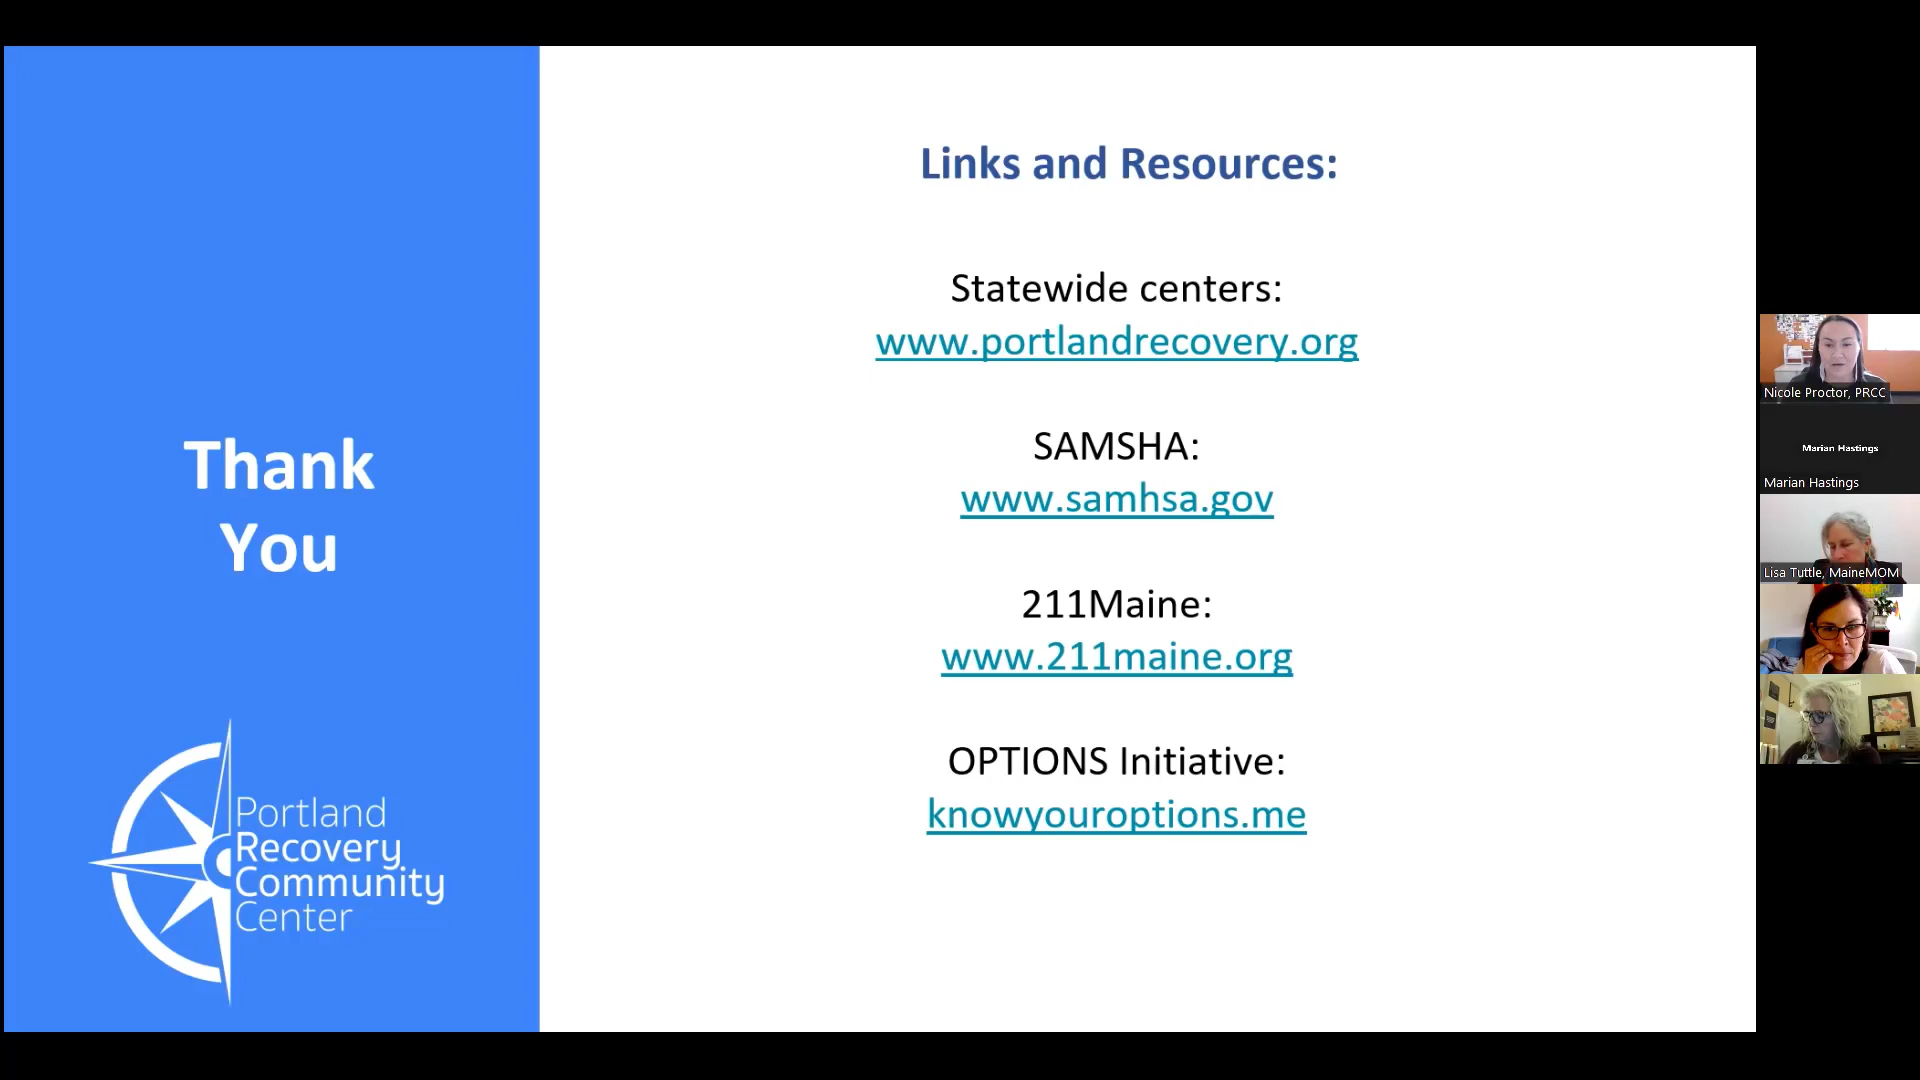 Thank
You
Portland
Recovery
Community
Center
Links and Resources:
Statewide centers:
www.portlandrecovery.org
SAMSHA:
www.samhsa.gov
211Maine:
www.211maine.org
OPTIONS Initiative:
knowyouroptions.me
Nicole Proctor, PRCC
Marian Hastings
Marian Hastings
Lisa Tuttle, MaineMOM